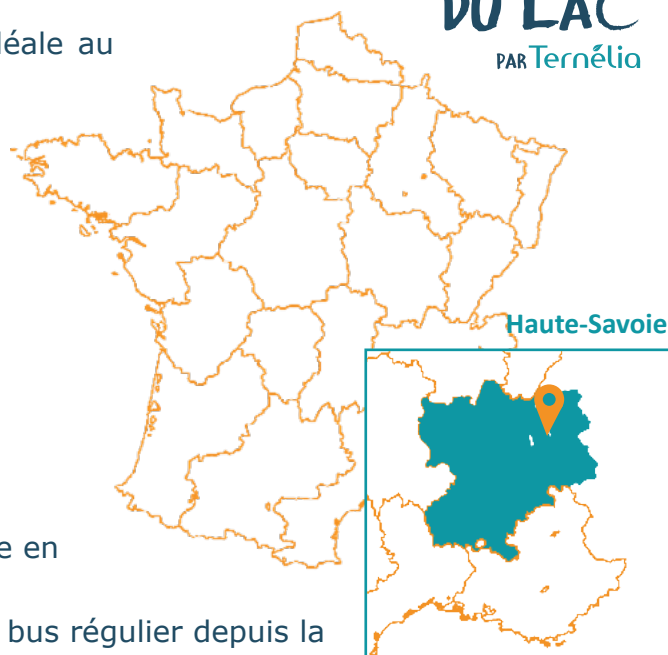 DU LAC
PAR Ternélia
déale au
Haute-Savoie
e en
bus régulier depuis la